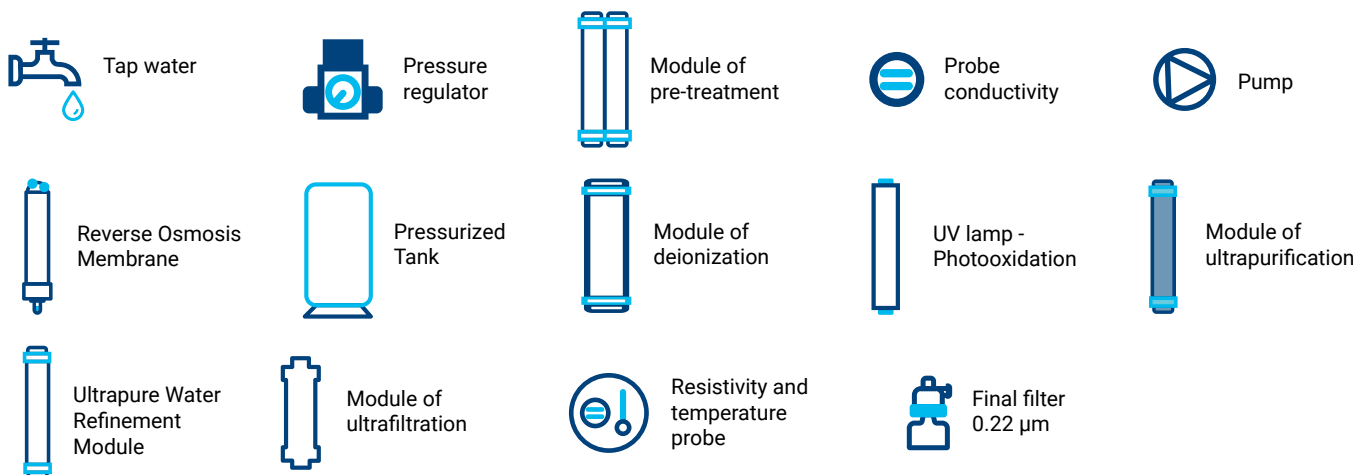 Tap water
Pressure
regulator
Module of
pre-treatment
Probe
conductivity
Pump
Reverse Osmosis
Membrane
Pressurized
Tank
Module of
deionization
UV lamp -
Photooxidation
Module of
ultrapurification
Ultrapure Water
Refinement
Module
Module of
ultrafiltration
Resistivity and
temperature
probe
Final filter
0.22 μm